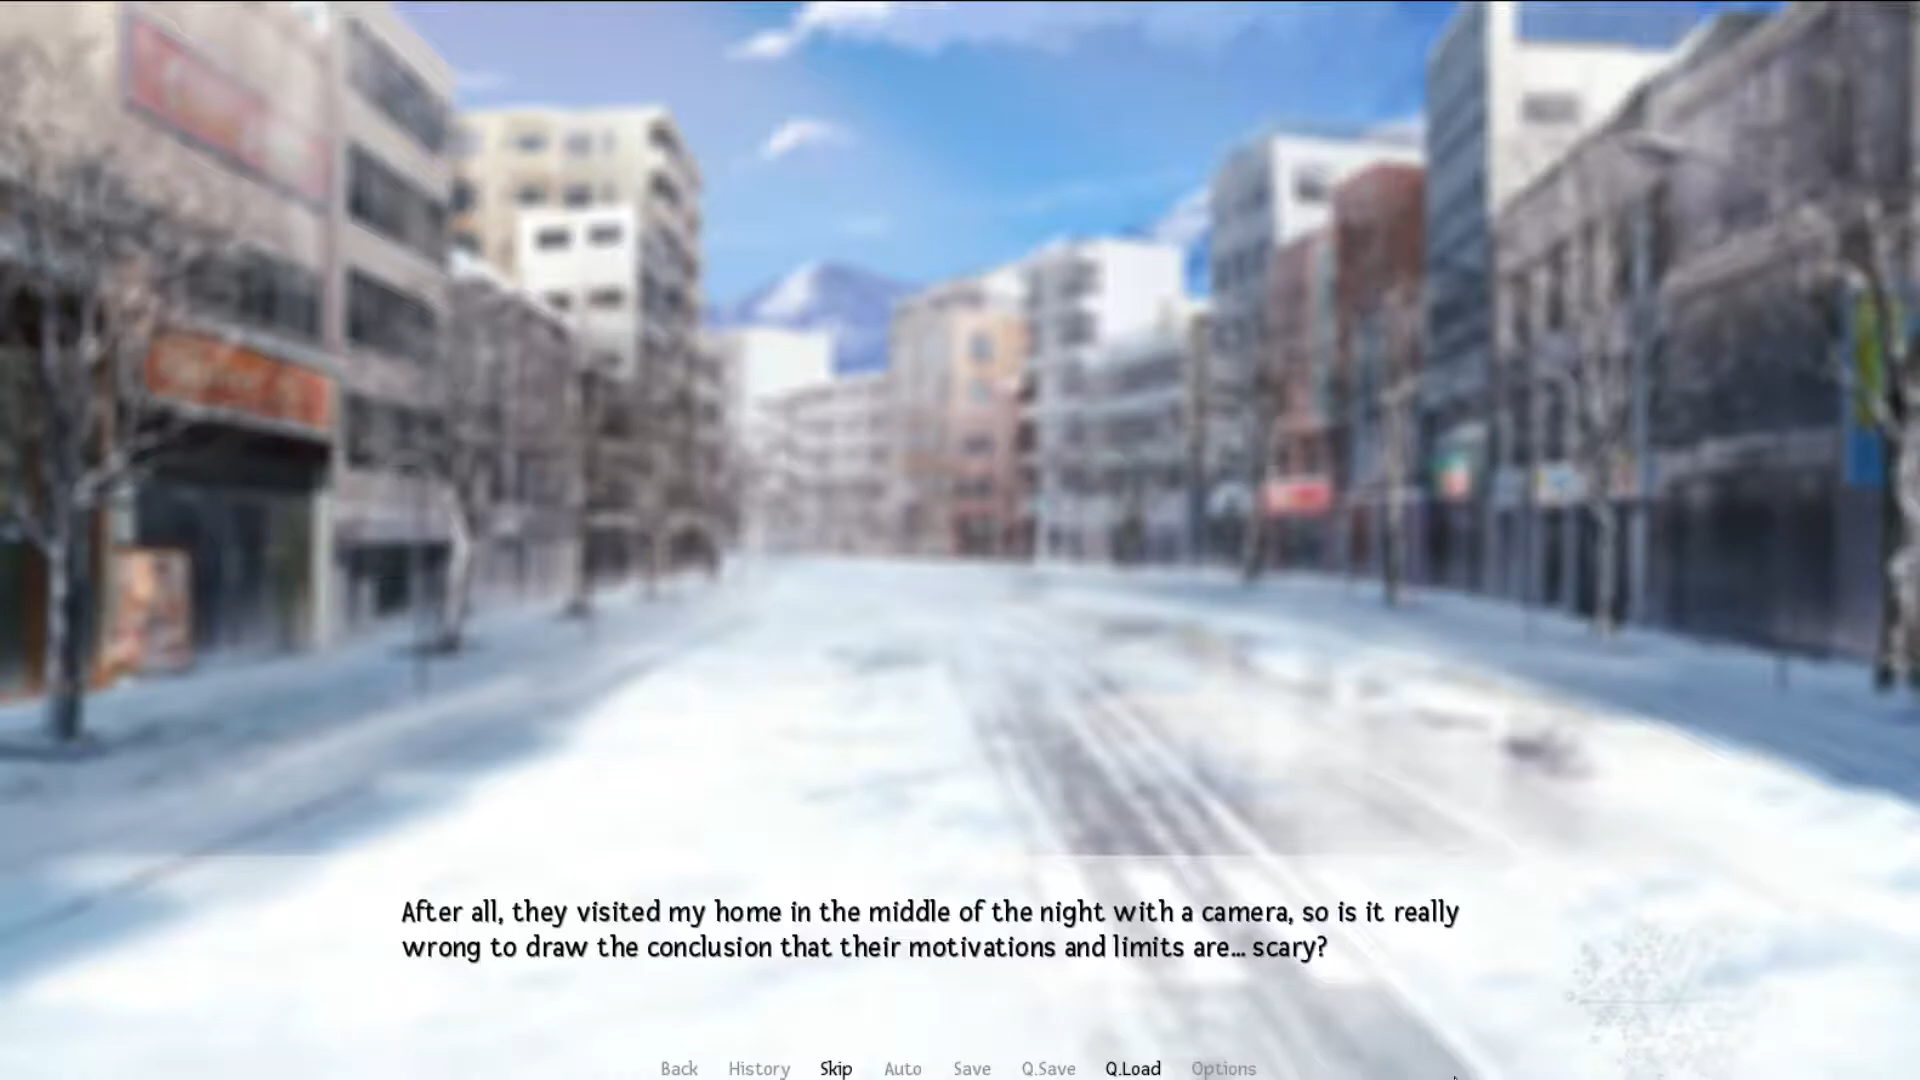 After all, they visited my home in the middle of the night with a camera, so is it really
wrong to draw the conclusion that their motivations and limits are... scary?
Back History Skip Auto Save Q.Save Q.Load Options